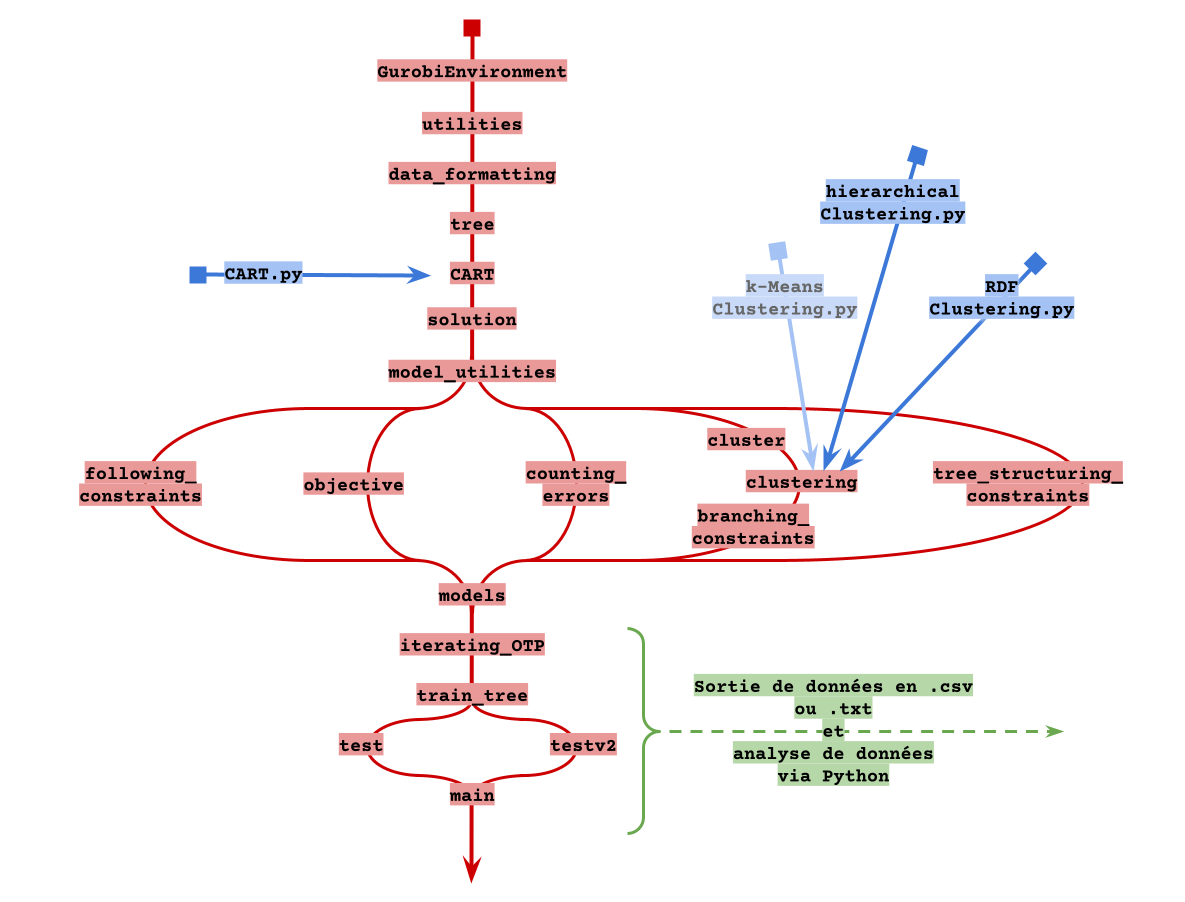 GurobiEnvironment
utilities
data_formatting
tree
CART.py
CART
solution
model_utilities
hierarchical
Clustering.py
k-Means
Clustering.py
RDF
Clustering.py
following_
constraints
objective
counting_
errors
cluster
clustering
branching_
constraints
tree_structuring_
constraints
models
iterating_OTP
train_tree
test
testv2
main
Sortie de données en .csv
ou .txt
et
analyse de données
via Python